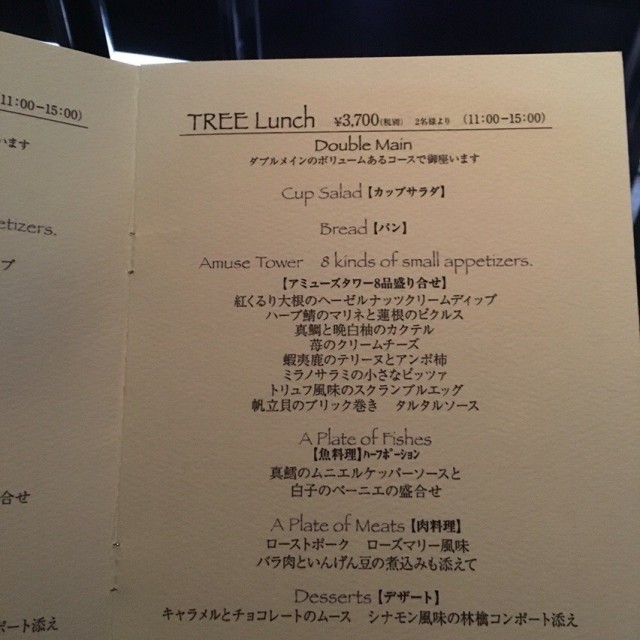 11:00-15:00)
います
etizers.
プ
合せ
ポート添え
TREE Lunch ¥3,700(税別) 2名様より (11:00-15:00)
Double Main
ダブルメインのボリュームあるコースで御座います
Cup Salad【カップサラダ】
Bread【パン】
Amuse Tower 8 kinds of small appetizers.
【アミューズタワー8品盛り合せ】
紅くるり大根のヘーゼルナッツクリームディップ
ハーブ鯖のマリネと蓮根のピクルス
真鯛と晩白柚のカクテル
苺のクリームチーズ
蝦夷鹿のテリーヌとアンポ柿
ミラノサラミの小さなピッツァ
トリュフ風味のスクランブルエッグ
帆立貝のブリック巻き タルタルソース
A Plate of Fishes
【魚料理】ハーフポーション
真鱈のムニエルケッパーソースと
白子のベーニエの盛合せ
A Plate of Meats【肉料理】
ローストポーク ローズマリー風味
バラ肉といんげん豆の煮込みも添えて
Desserts【デザート】
キャラメルとチョコレートのムース シナモン風味の林檎コンポート添え